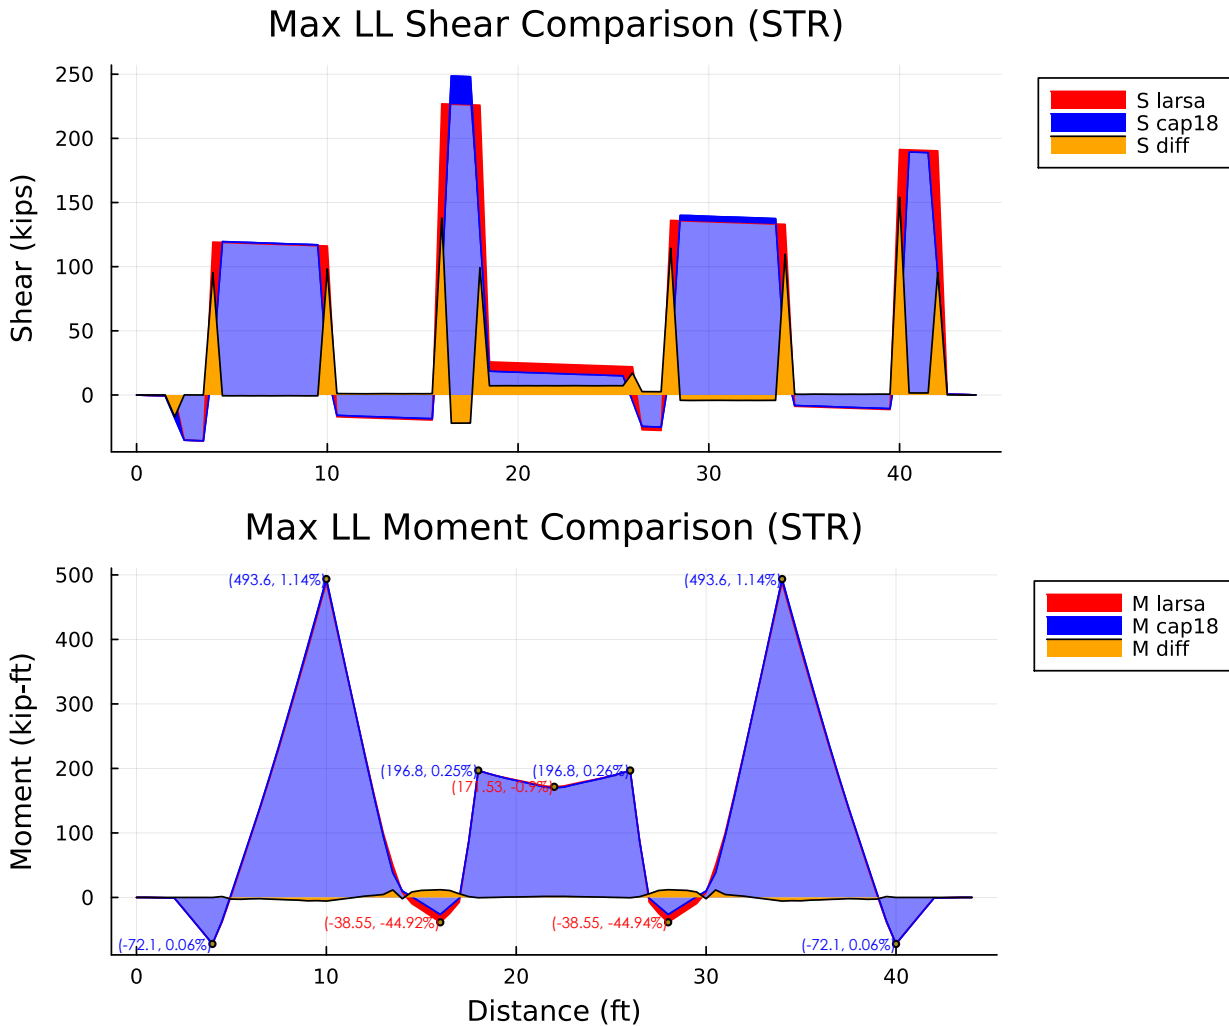 Max LL Shear Comparison (STR)
Shear (kips)
250
200
150
100
50
0
0 10 20 30 40
S larsa
S cap18
S diff
Max LL Moment Comparison (STR)
Moment (kip-ft)
500
400
300
200
100
0
(493.6, 1.14%) (493.6, 1.14%)
(196.8, 0.25%) (196.8, 0.26%)
(171.53, -0.9%)
(-38.55, -44.92%) (-38.55, -44.94%)
(-72.1, 0.06%) (-72.1, 0.06%)
0 10 20 30 40
Distance (ft)
M larsa
M cap18
M diff